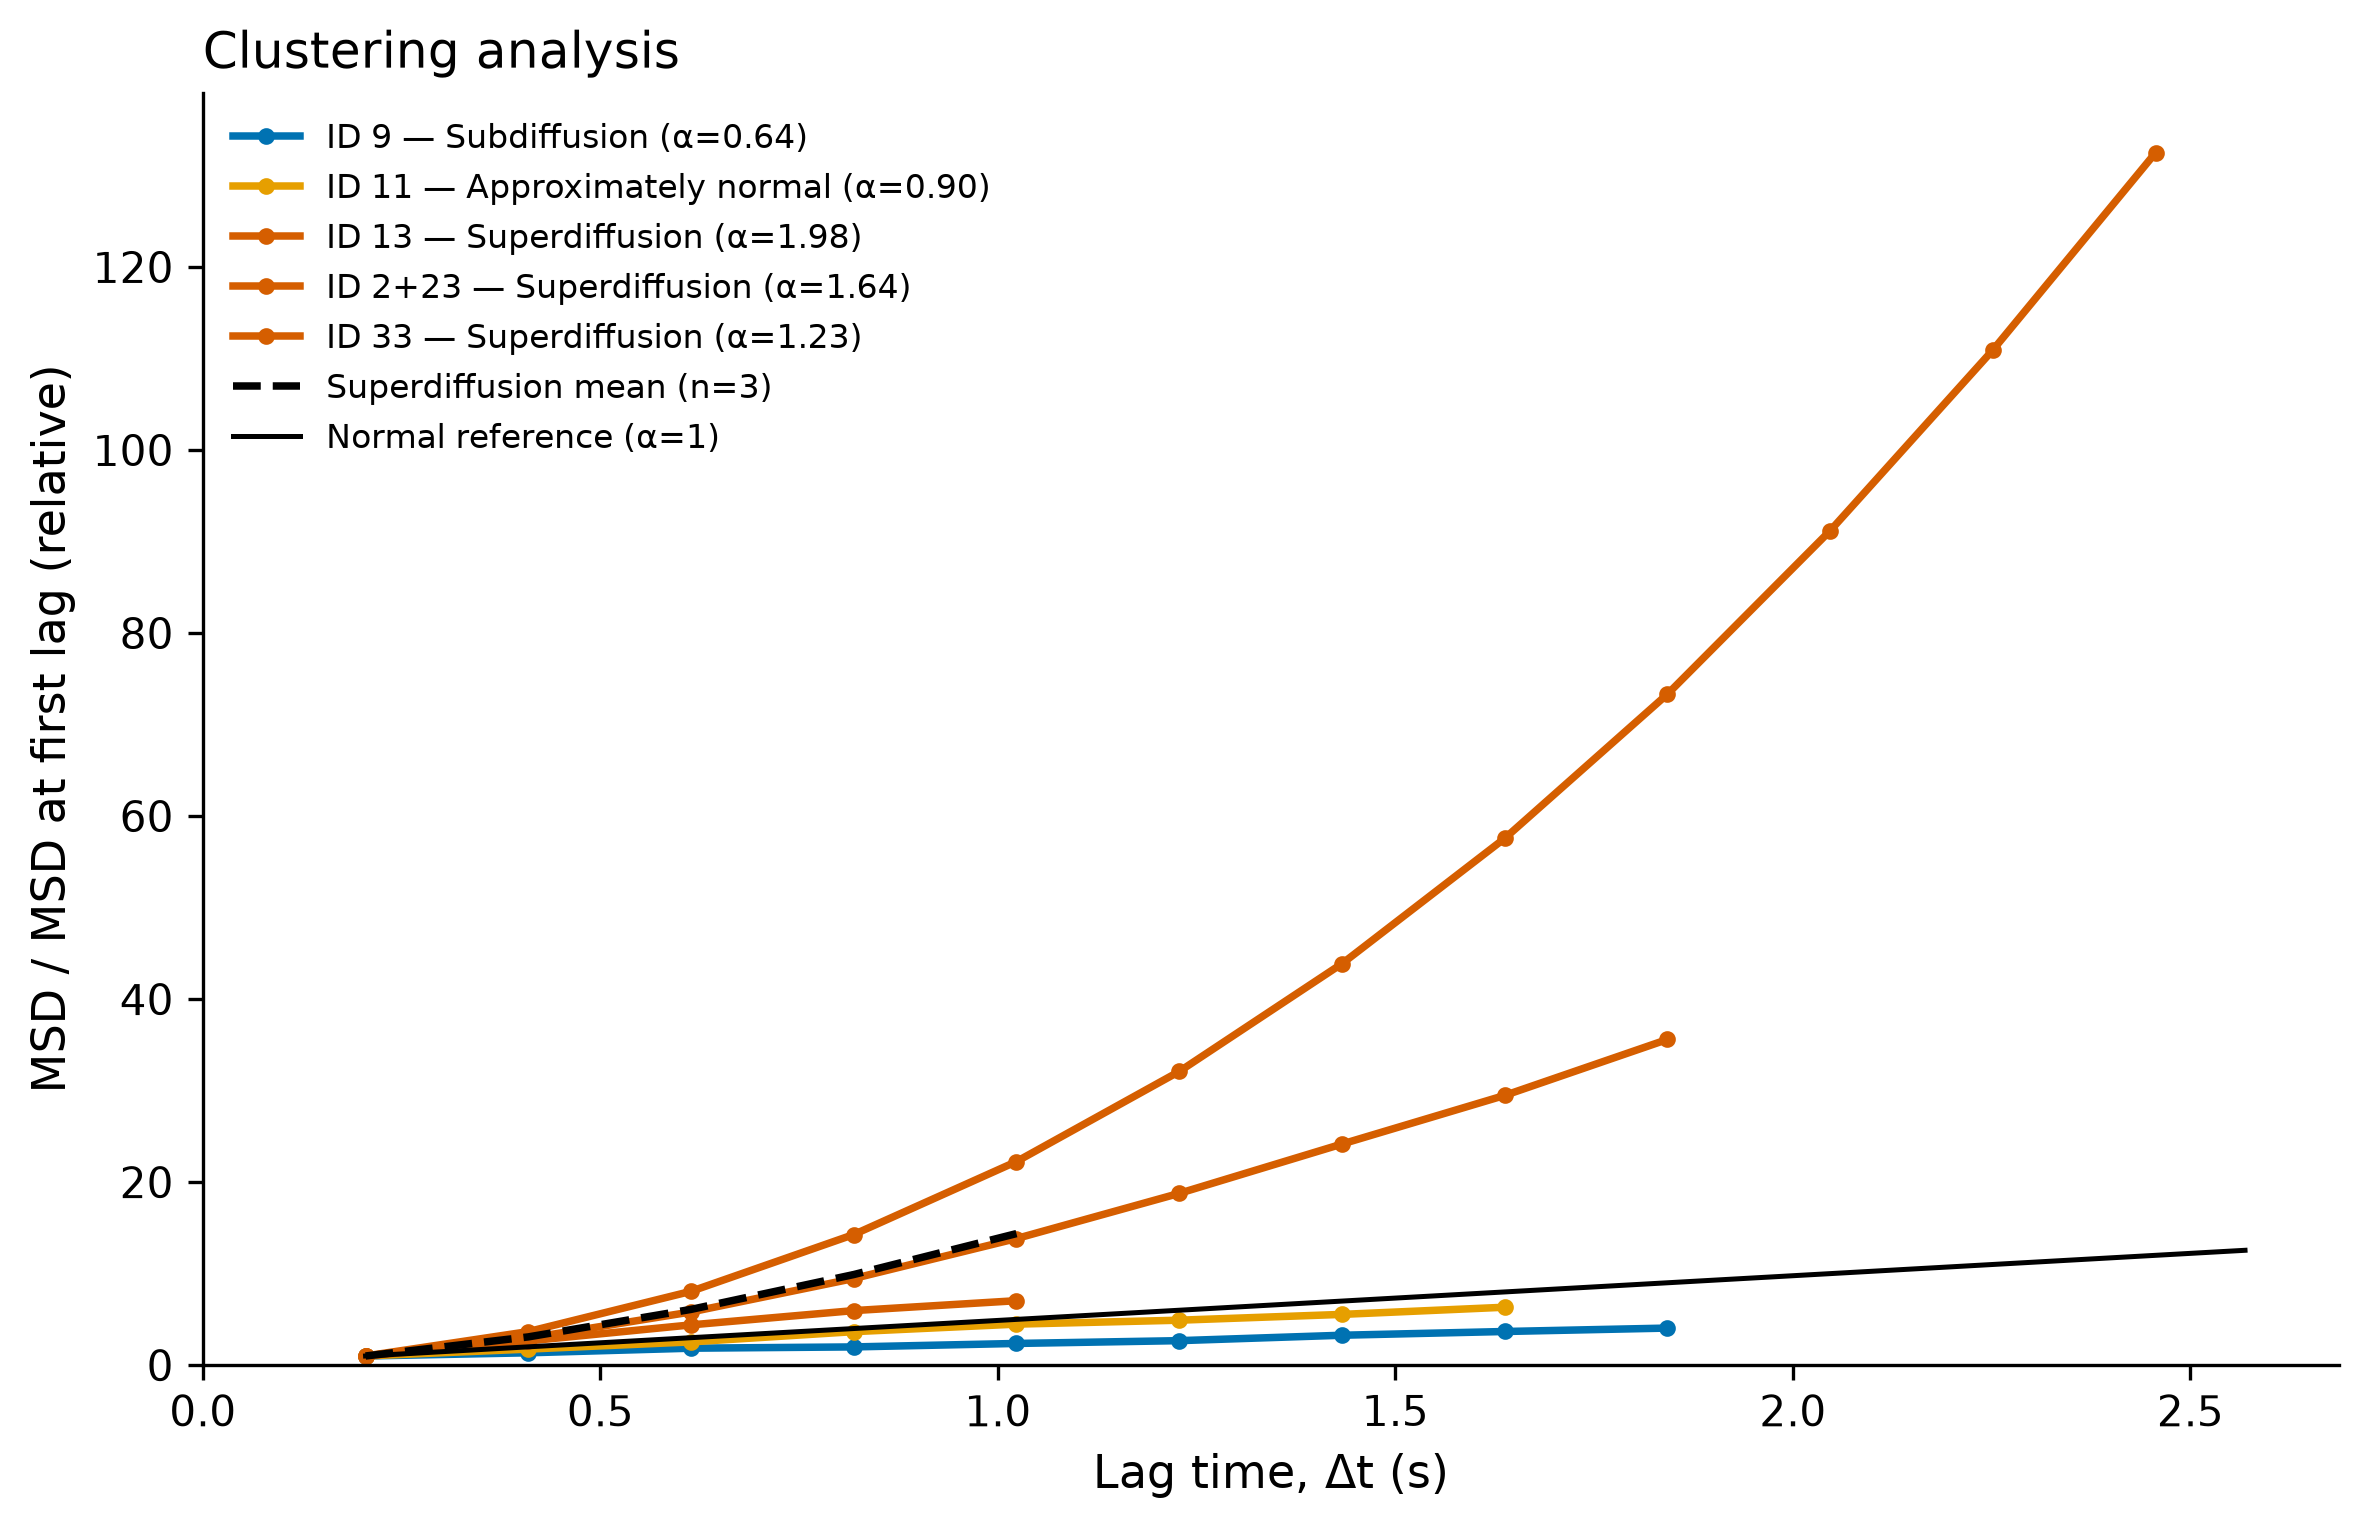 Clustering analysis
ID 9 — Subdiffusion (α=0.64)
ID 11 — Approximately normal (α=0.90)
ID 13 — Superdiffusion (α=1.98)
ID 2+23 — Superdiffusion (α=1.64)
ID 33 — Superdiffusion (α=1.23)
Superdiffusion mean (n=3)
Normal reference (α=1)
MSD / MSD at first lag (relative)
120
100
80
60
40
20
0
0.0 0.5 1.0 1.5 2.0 2.5
Lag time, Δt (s)